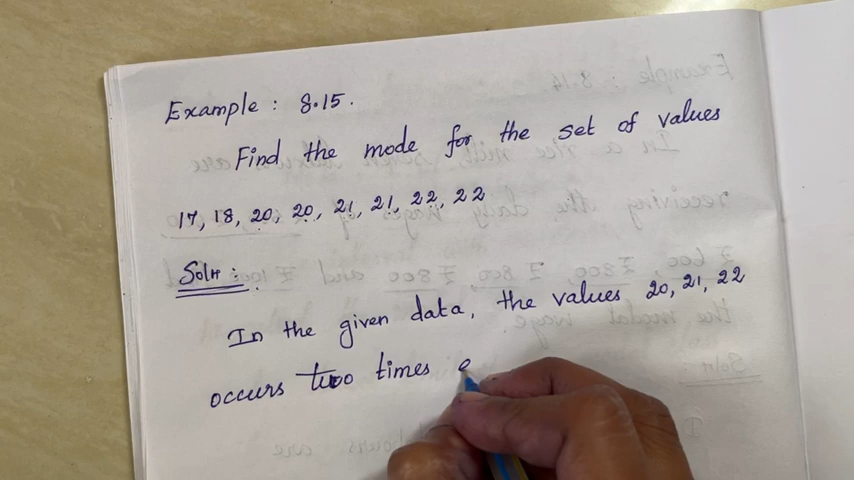 Example : 8.15.
Find the mode for the set of values
17, 18, 20, 20, 21, 21, 22, 22
Soln :
In the given data, the values 20, 21, 22
occurs two times